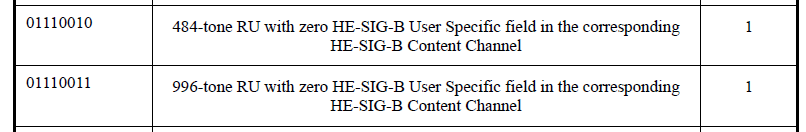 01110010 484-tone RU with zero HE-SIG-B User Specific field in the corresponding 1
HE-SIG-B Content Channel
01110011 996-tone RU with zero HE-SIG-B User Specific field in the corresponding 1
HE-SIG-B Content Channel